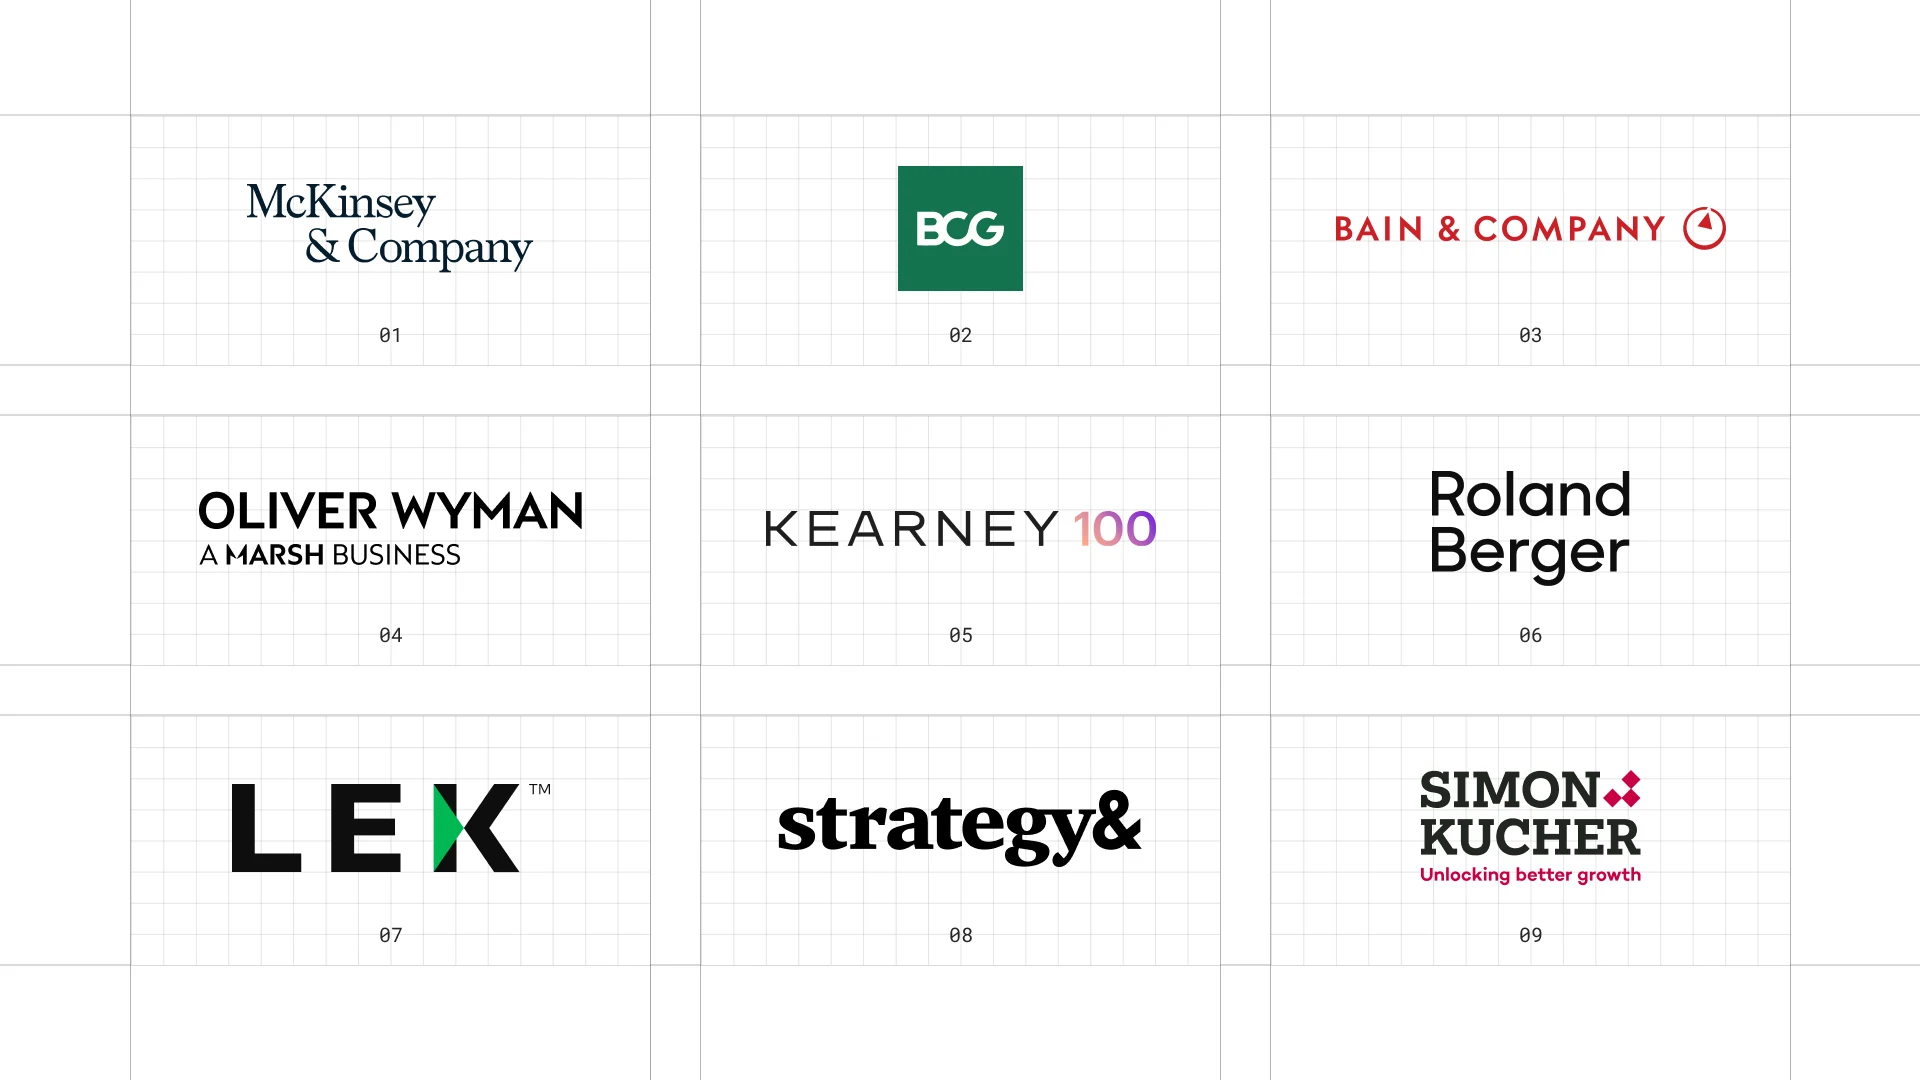 McKinsey
& Company
01
BCG
02
BAIN & COMPANY
03
OLIVER WYMAN
A MARSH BUSINESS
04
KEARNEY 100
05
Roland
Berger
06
LEK™
07
strategy&
08
SIMON
KUCHER
Unlocking better growth
09